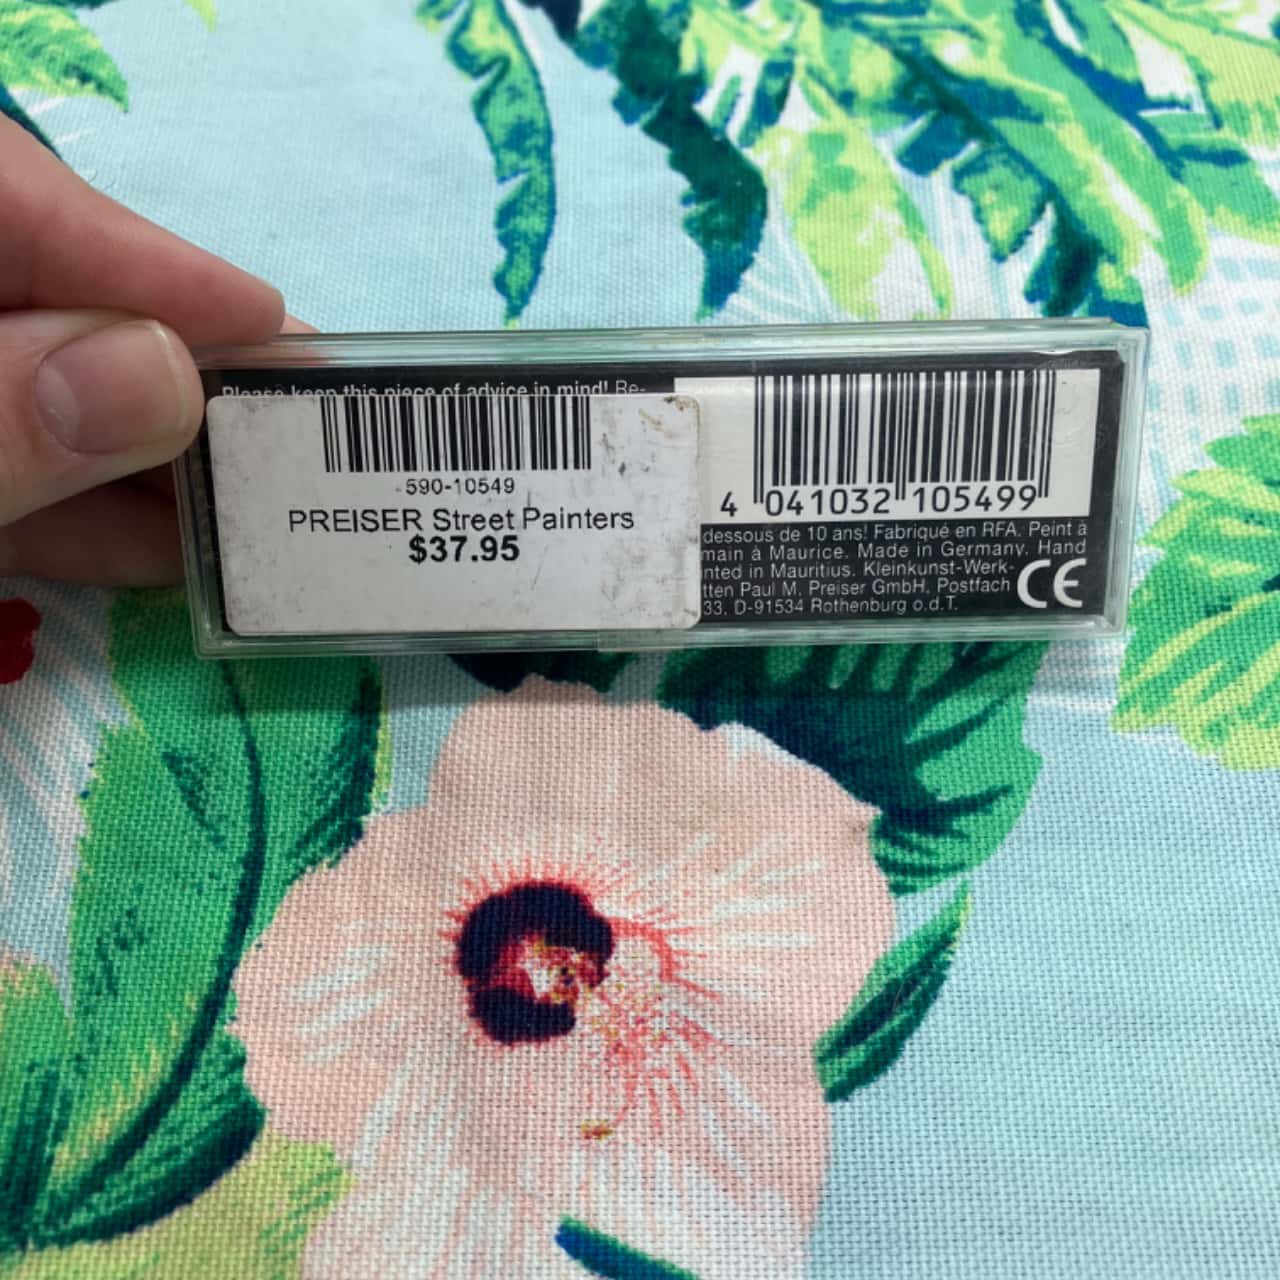 Please keep this piece of advice in mind! Re-
590-10549
PREISER Street Painters
$37.95
4 041032 105499
dessous de 10 ans! Fabriqué en RFA. Peint à
main à Maurice. Made in Germany. Hand
inted in Mauritius. Kleinkunst-Werk-
tten Paul M. Preiser GmbH, Postfach
33, D-91534 Rothenburg o.d.T.
CE